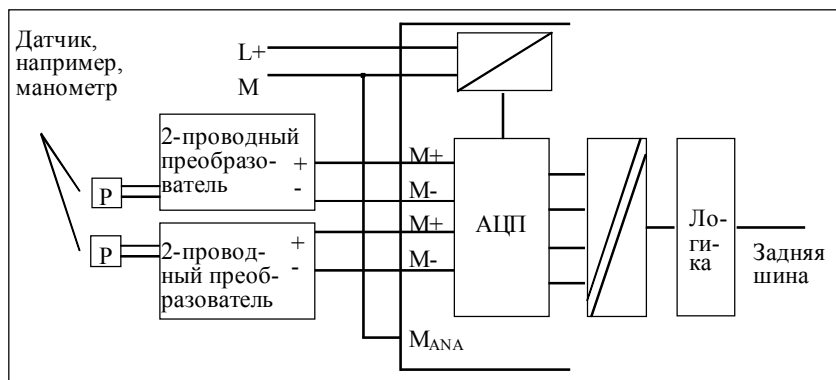 Датчик,
например,
манометр
L+
M
2-проводный
преобразо-
ватель
+
-
P
2-провод-
ный преоб-
разователь
+
-
P
M+
M-
M+
M-
АЦП
Ло-
ги-
ка
Задняя
шина
MANA